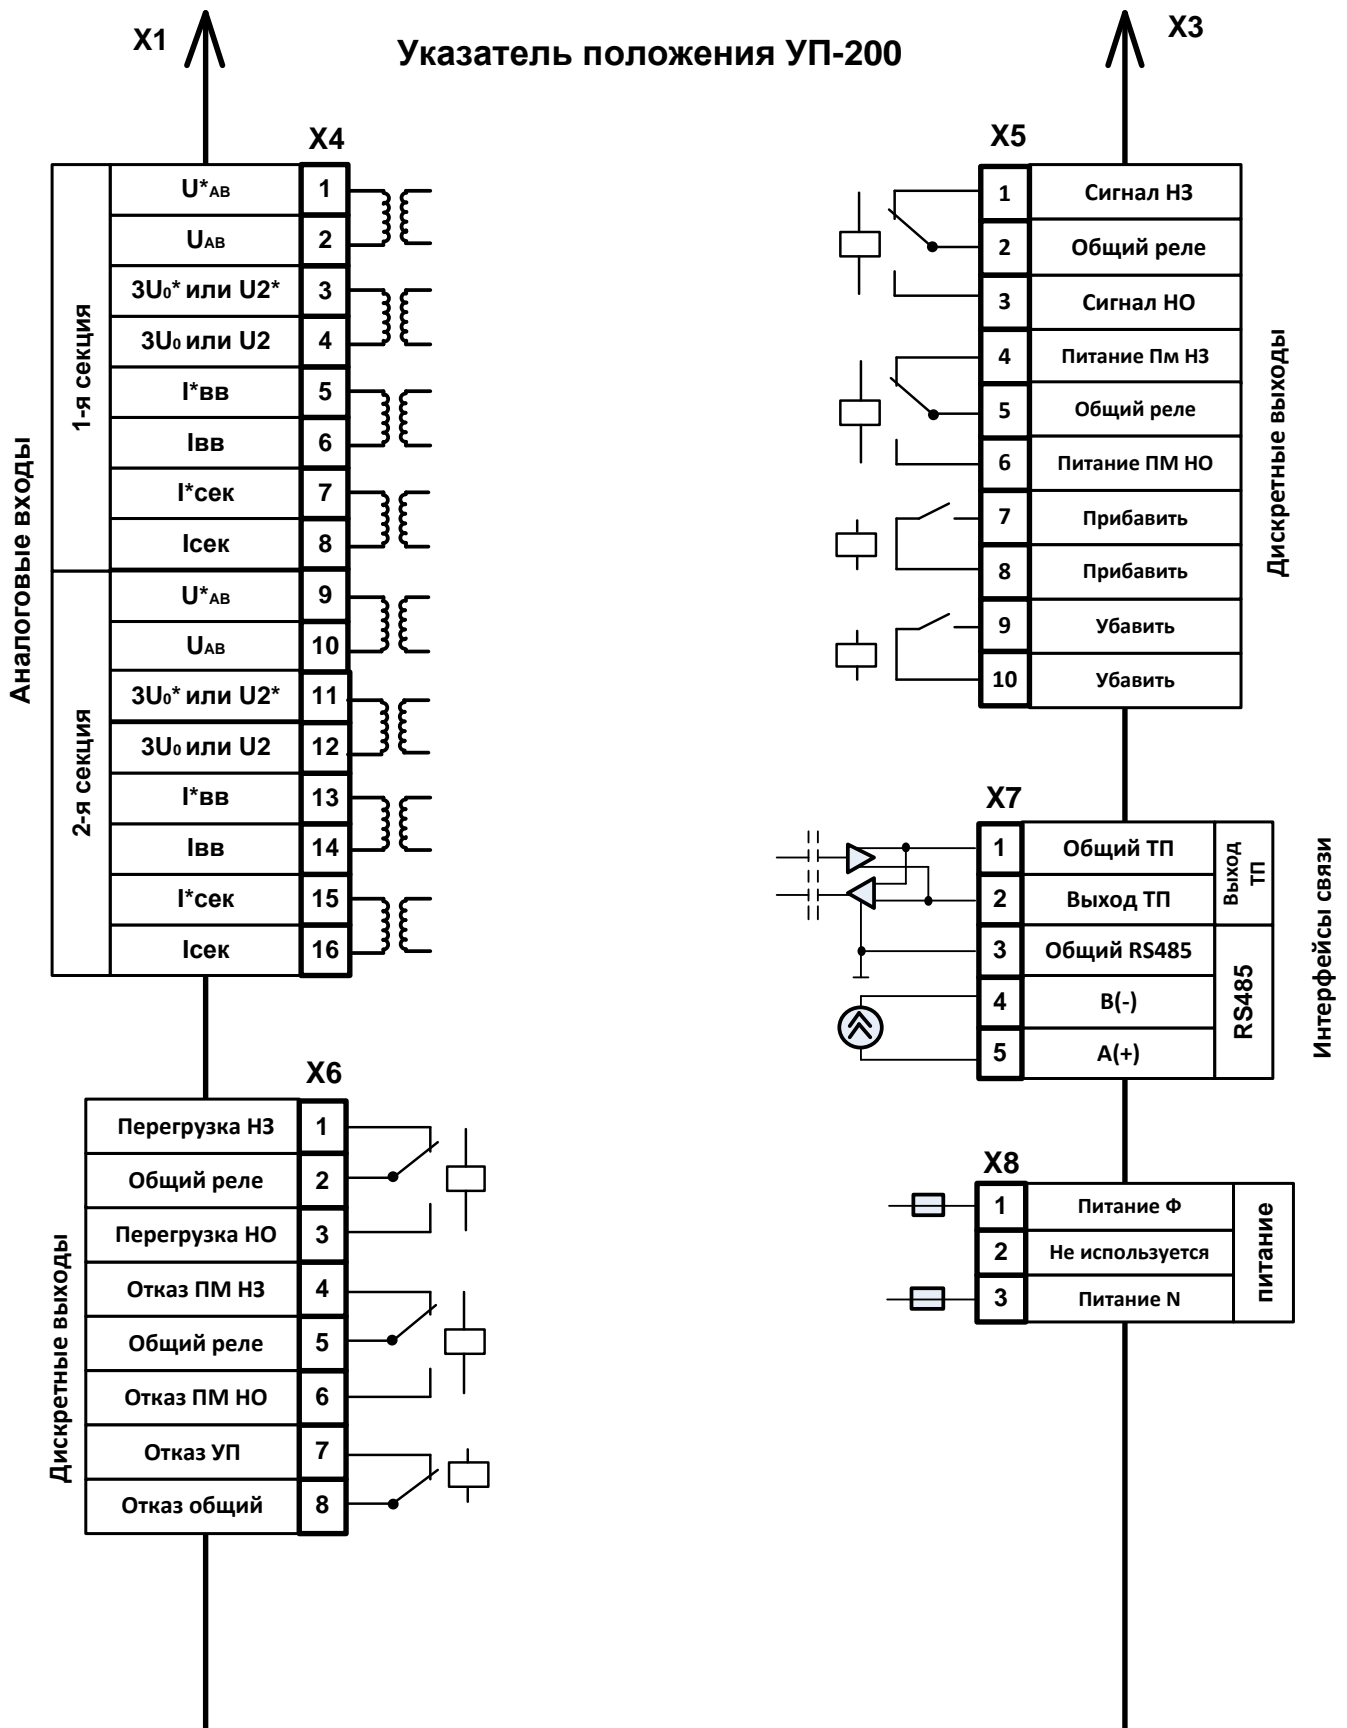 X1
Указатель положения УП-200
X3
X4
Аналоговые входы
1-я секция
U*AB 1
UAB 2
3U0* или U2* 3
3U0 или U2 4
I*вв 5
Iвв 6
I*сек 7
Iсек 8
2-я секция
U*AB 9
UAB 10
3U0* или U2* 11
3U0 или U2 12
I*вв 13
Iвв 14
I*сек 15
Iсек 16
X6
Дискретные выходы
Перегрузка НЗ 1
Общий реле 2
Перегрузка НО 3
Отказ ПМ НЗ 4
Общий реле 5
Отказ ПМ НО 6
Отказ УП 7
Отказ общий 8
X5
1 Сигнал НЗ
2 Общий реле
3 Сигнал НО
4 Питание Пм НЗ
5 Общий реле
6 Питание ПМ НО
7 Прибавить
8 Прибавить
9 Убавить
10 Убавить
Дискретные выходы
X7
1 Общий ТП
2 Выход ТП
Выход
ТП
3 Общий RS485
4 B(-)
5 A(+)
RS485
Интерфейсы связи
X8
1 Питание Ф
2 Не используется
3 Питание N
питание